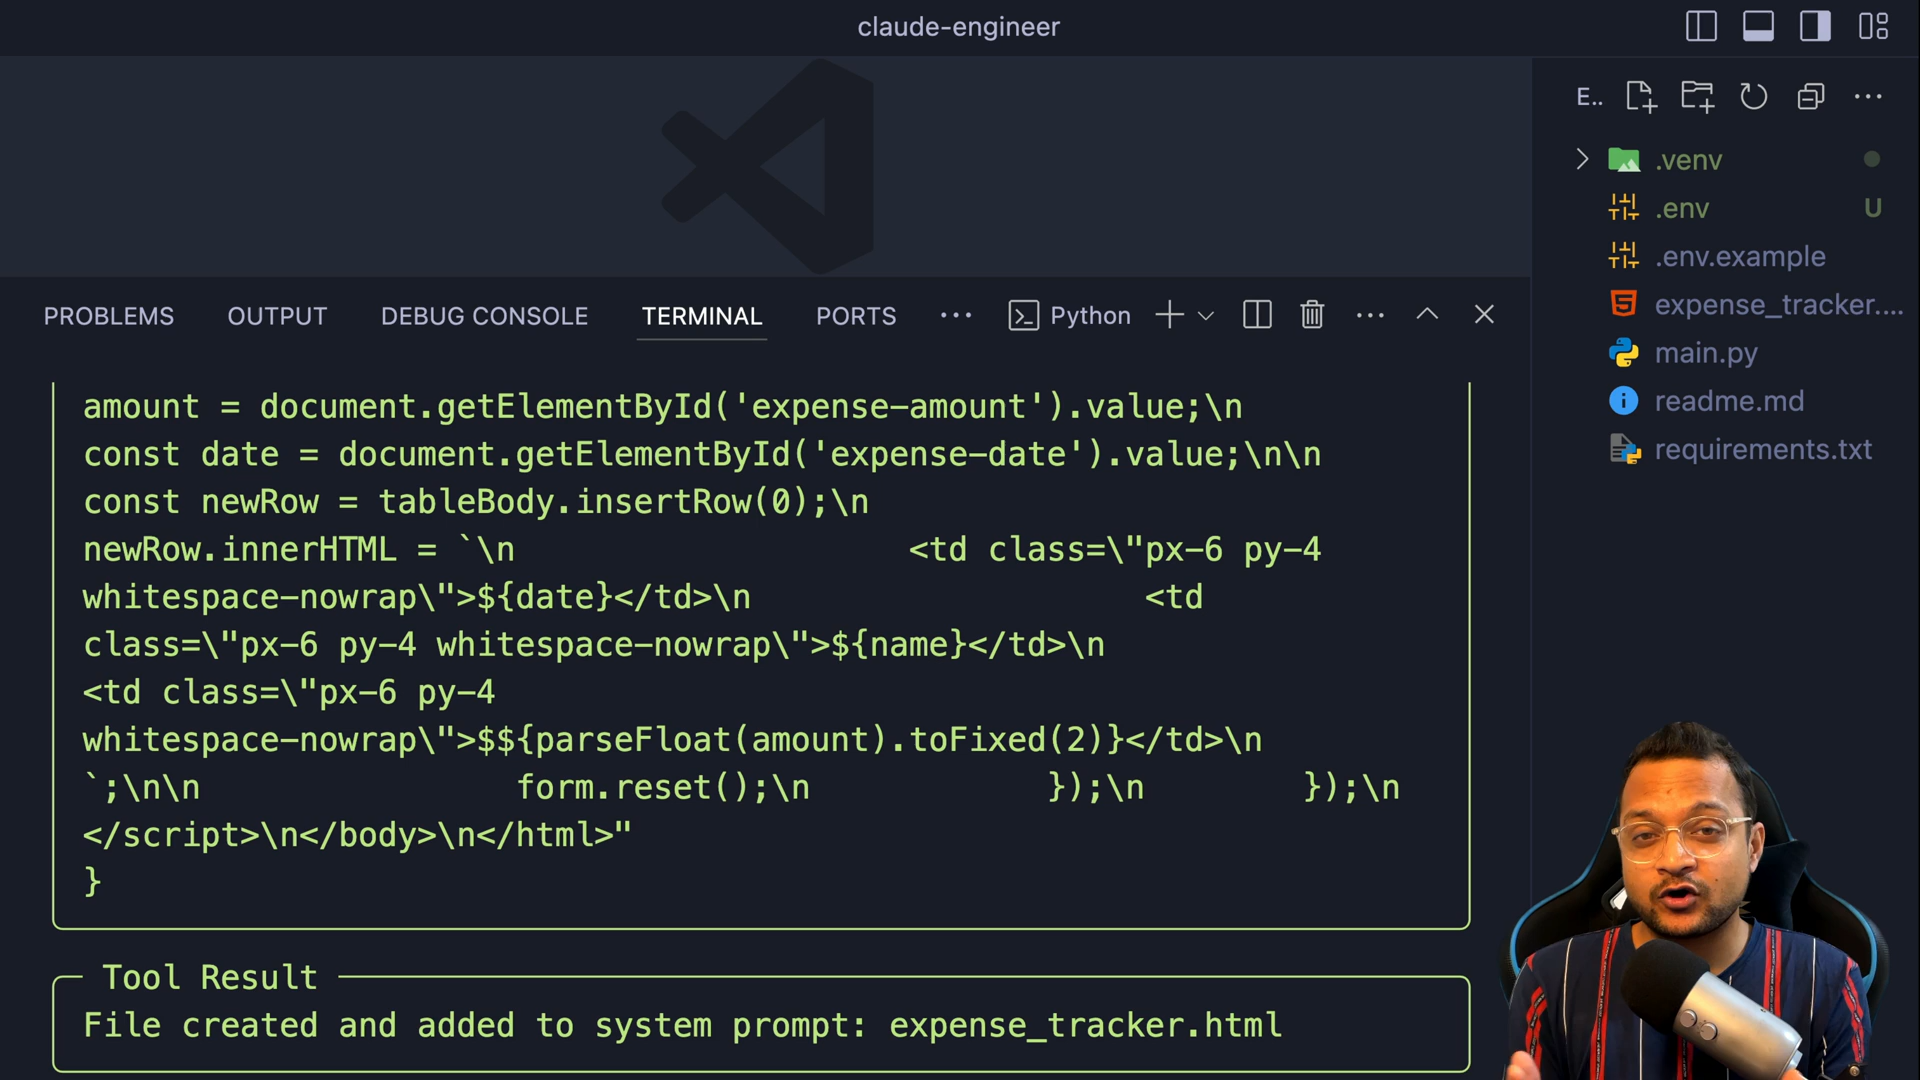 claude-engineer
E..
.venv
.env U
.env.example
expense_tracker....
main.py
readme.md
requirements.txt
PROBLEMS OUTPUT DEBUG CONSOLE TERMINAL PORTS ... Python
amount = document.getElementById('expense-amount').value;\n
const date = document.getElementById('expense-date').value;\n\n
const newRow = tableBody.insertRow(0);\n
newRow.innerHTML = `\n <td class=\"px-6 py-4
whitespace-nowrap\">${date}</td>\n <td
class=\"px-6 py-4 whitespace-nowrap\">${name}</td>\n
<td class=\"px-6 py-4
whitespace-nowrap\">$${parseFloat(amount).toFixed(2)}</td>\n
`;\n\n form.reset();\n });\n });\n
</script>\n</body>\n</html>"
}
Tool Result
File created and added to system prompt: expense_tracker.html